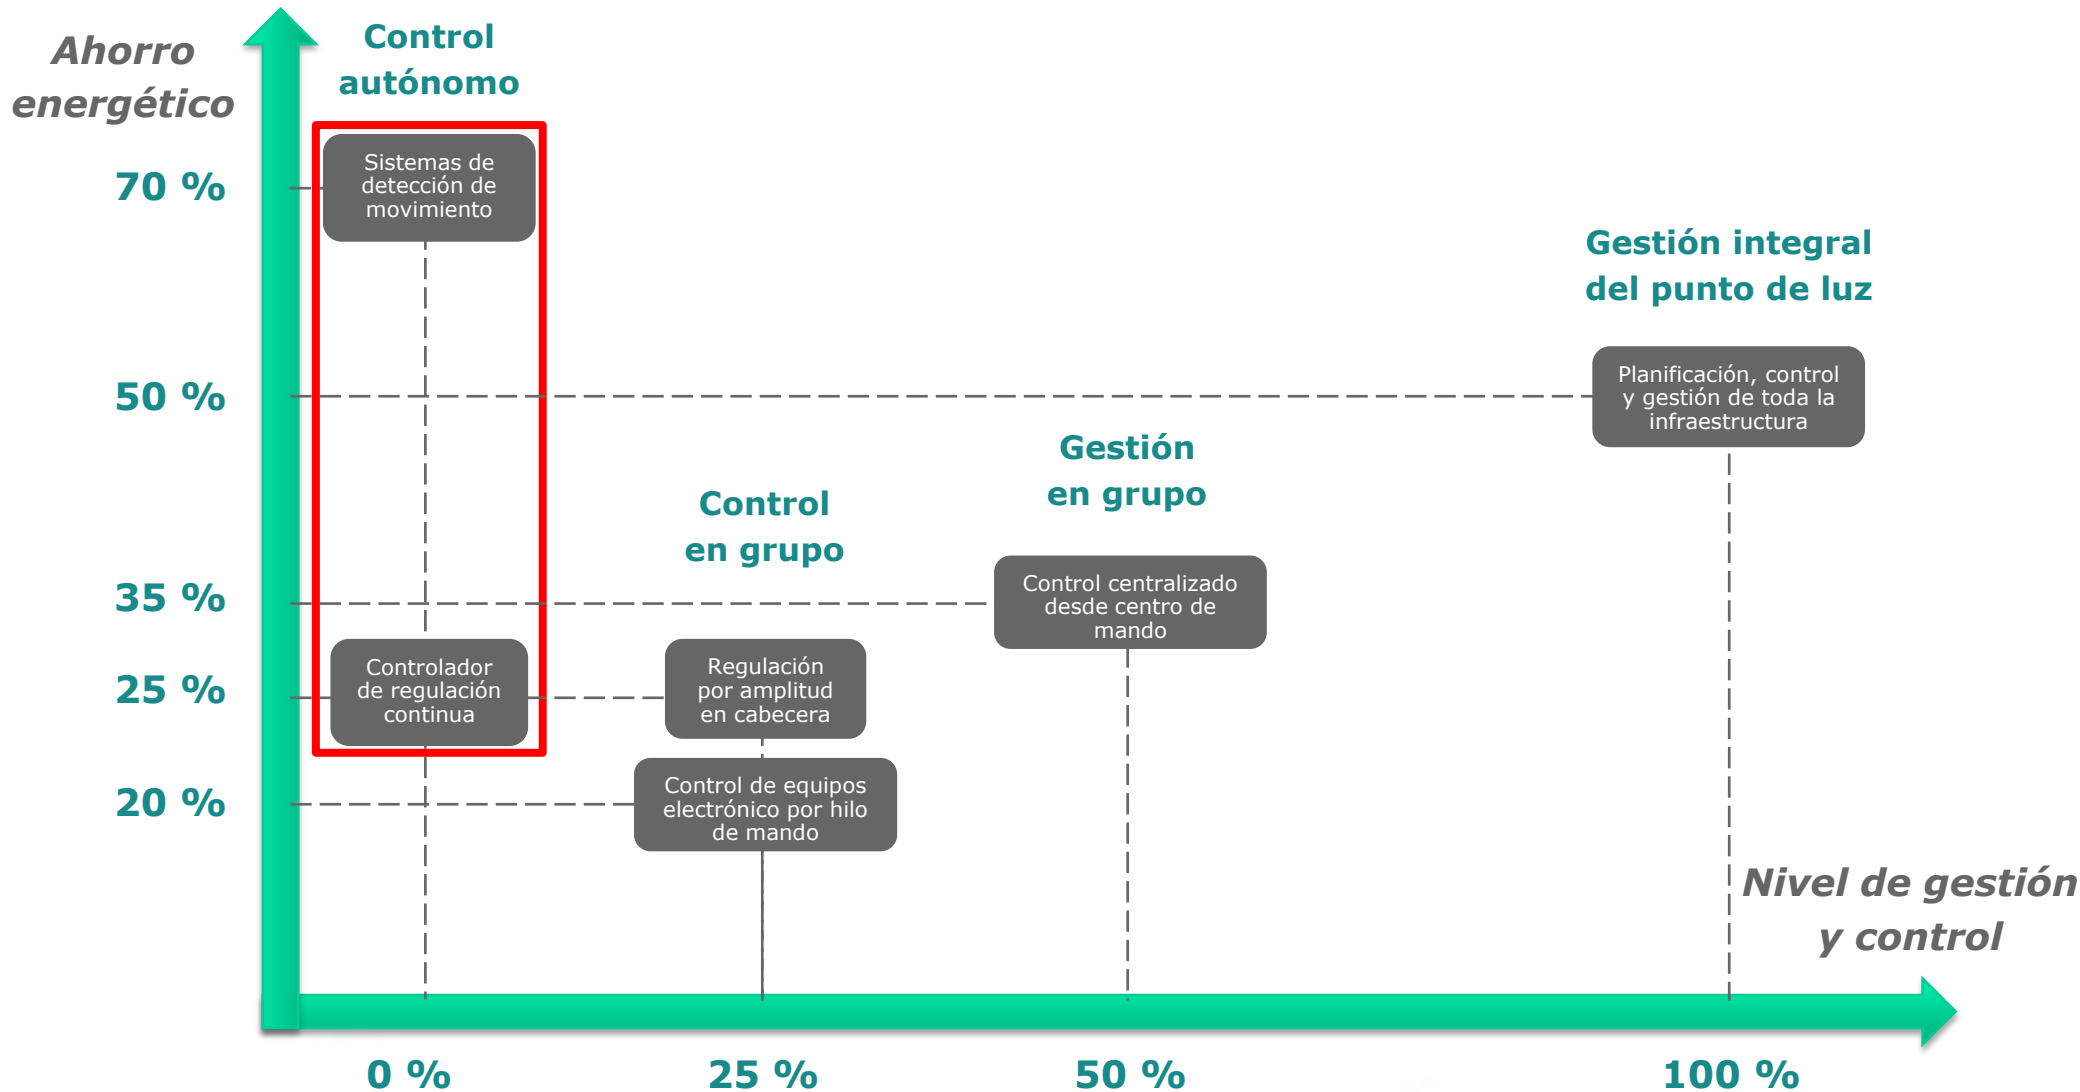 Ahorro
energético
Control
autónomo
70 %
Sistemas de
detección de
movimiento
Gestión integral
del punto de luz
50 %
Planificación, control
y gestión de toda la
infraestructura
Gestión
en grupo
Control
en grupo
35 %
Control centralizado
desde centro de
mando
25 %
Controlador
de regulación
continua
Regulación
por amplitud
en cabecera
20 %
Control de equipos
electrónico por hilo
de mando
Nivel de gestión
y control
0 %
25 %
50 %
100 %